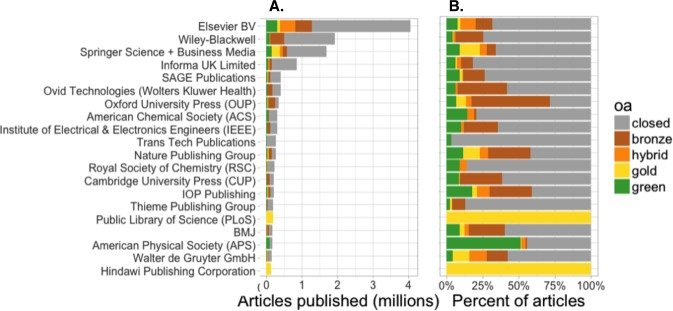 A.
B.
Elsevier BV
Wiley-Blackwell
Springer Science + Business Media
Informa UK Limited
SAGE Publications
Ovid Technologies (Wolters Kluwer Health)
Oxford University Press (OUP)
American Chemical Society (ACS)
Institute of Electrical & Electronics Engineers (IEEE)
Trans Tech Publications
Nature Publishing Group
Royal Society of Chemistry (RSC)
Cambridge University Press (CUP)
IOP Publishing
Thieme Publishing Group
Public Library of Science (PLoS)
BMJ
American Physical Society (APS)
Walter de Gruyter GmbH
Hindawi Publishing Corporation
oa
closed
bronze
hybrid
gold
green
( 0 1 2 3 4
0% 25% 50% 75% 100%
Articles published (millions)
Percent of articles